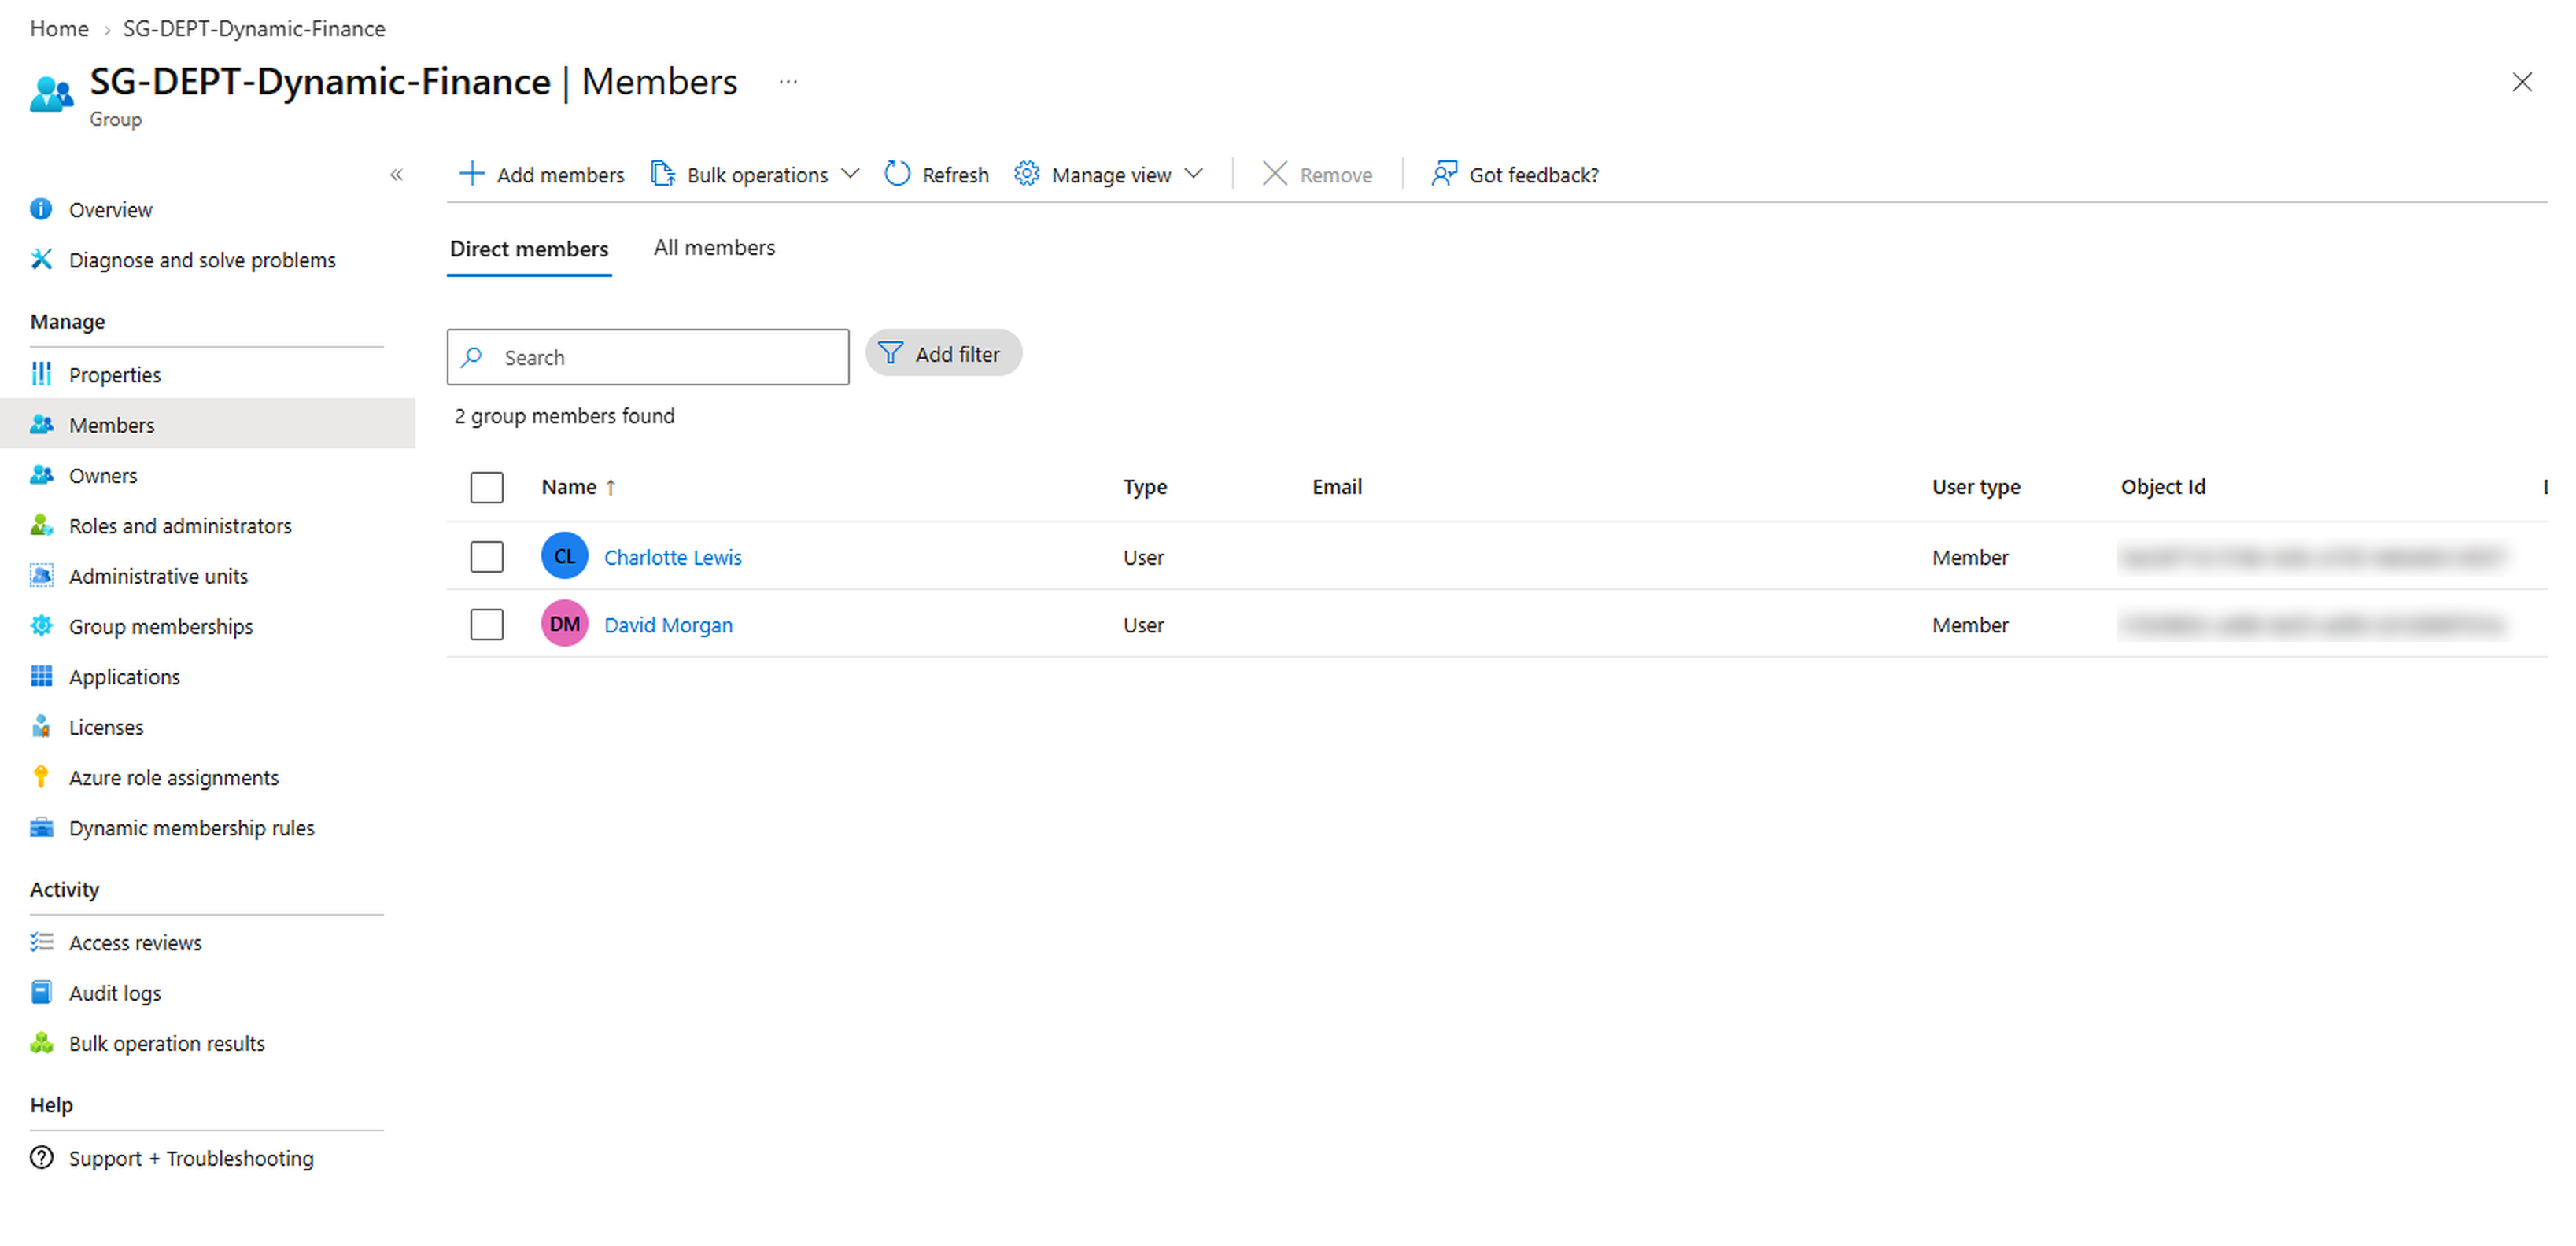 Home › SG-DEPT-Dynamic-Finance
SG-DEPT-Dynamic-Finance | Members ...
Group
«
Overview
Diagnose and solve problems
Manage
Properties
Members
Owners
Roles and administrators
Administrative units
Group memberships
Applications
Licenses
Azure role assignments
Dynamic membership rules
Activity
Access reviews
Audit logs
Bulk operation results
Help
Support + Troubleshooting
Add members Bulk operations Refresh Manage view Remove Got feedback?
Direct members All members
Search Add filter
2 group members found
Name ↑ Type Email User type Object Id
CL Charlotte Lewis User Member
DM David Morgan User Member